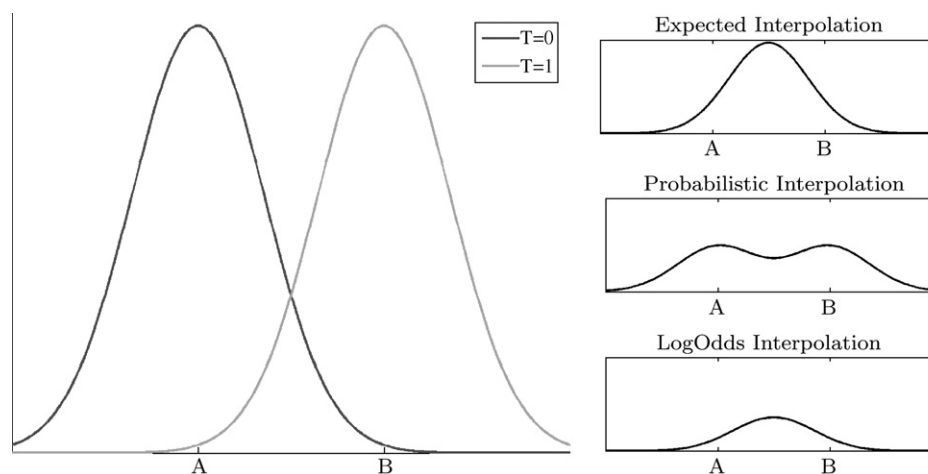 T=0
T=1
A
B
Expected Interpolation
A
B
Probabilistic Interpolation
A
B
LogOdds Interpolation
A
B